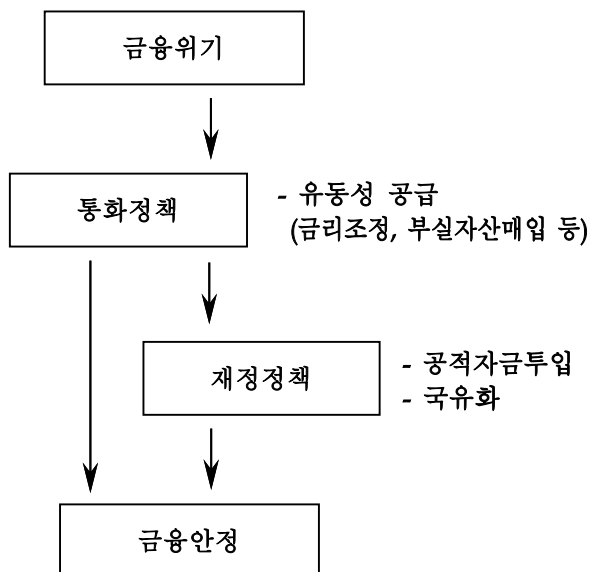 금융위기
통화정책
- 유동성 공급
(금리조정, 부실자산매입 등)
재정정책
- 공적자금투입
- 국유화
금융안정